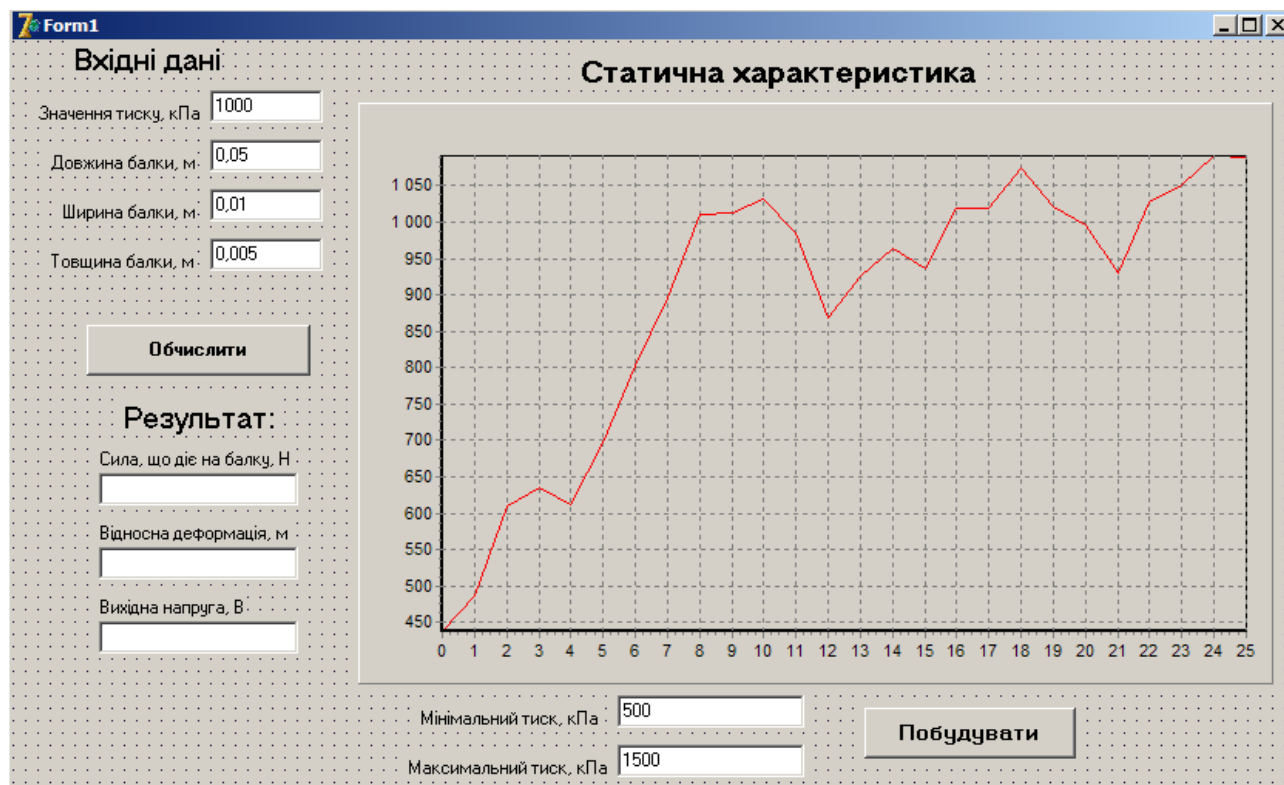 Form1
Вхідні дані
Значення тиску, кПа 1000
Довжина балки, м 0,05
Ширина балки, м 0,01
Товщина балки, м 0,005
Обчислити
Результат:
Сила, що діє на балку, Н
Відносна деформація, м
Вихідна напруга, В
Статична характеристика
1 050
1 000
950
900
850
800
750
700
650
600
550
500
450
0 1 2 3 4 5 6 7 8 9 10 11 12 13 14 15 16 17 18 19 20 21 22 23 24 25
Мінімальний тиск, кПа 500
Максимальний тиск, кПа 1500
Побудувати